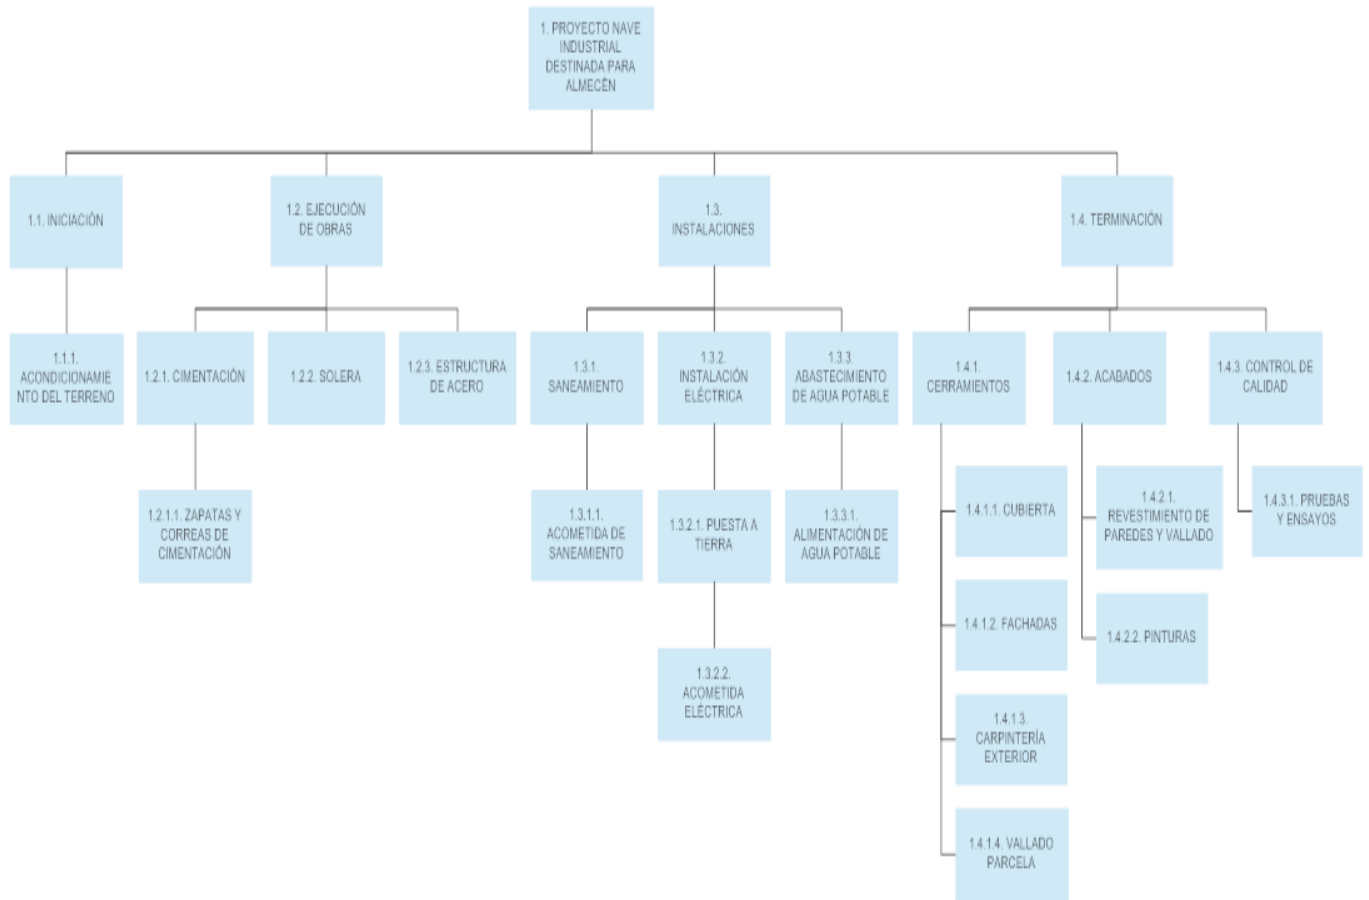 1. PROYECTO NAVE
INDUSTRIAL
DESTINADA PARA
ALMECÉN
1.1. INICIACIÓN
1.2. EJECUCIÓN
DE OBRAS
1.3.
INSTALACIONES
1.4. TERMINACIÓN
1.1.1.
ACONDICIONAMIE
NTO DEL TERRENO
1.2.1. CIMENTACIÓN
1.2.2. SOLERA
1.2.3. ESTRUCTURA
DE ACERO
1.3.1.
SANEAMIENTO
1.3.2.
INSTALACIÓN
ELÉCTRICA
1.3.3.
ABASTECIMIENTO
DE AGUA POTABLE
1.4.1.
CERRAMIENTOS
1.4.2. ACABADOS
1.4.3. CONTROL DE
CALIDAD
1.2.1.1. ZAPATAS Y
CORREAS DE
CIMENTACIÓN
1.3.1.1.
ACOMETIDA DE
SANEAMIENTO
1.3.2.1. PUESTA A
TIERRA
1.3.3.1.
ALIMENTACIÓN DE
AGUA POTABLE
1.4.1.1. CUBIERTA
1.4.2.1.
REVESTIMIENTO DE
PAREDES Y VALLADO
1.4.3.1. PRUEBAS
Y ENSAYOS
1.4.1.2. FACHADAS
1.4.2.2. PINTURAS
1.3.2.2.
ACOMETIDA
ELÉCTRICA
1.4.1.3.
CARPINTERÍA
EXTERIOR
1.4.1.4. VALLADO
PARCELA